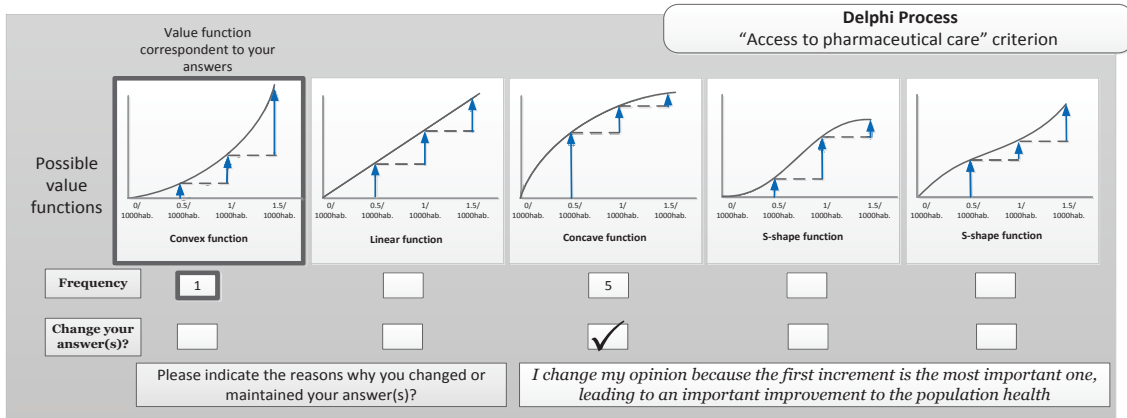 Delphi Process
“Access to pharmaceutical care” criterion
Value function
correspondent to your
answers
Possible
value
functions
0/
1000hab.
0.5/
1000hab.
1/
1000hab.
1.5/
1000hab.
Convex function
0/
1000hab.
0.5/
1000hab.
1/
1000hab.
1.5/
1000hab.
Linear function
0/
1000hab.
0.5/
1000hab.
1/
1000hab.
1.5/
1000hab.
Concave function
0/
1000hab.
0.5/
1000hab.
1/
1000hab.
1.5/
1000hab.
S-shape function
0/
1000hab.
0.5/
1000hab.
1/
1000hab.
1.5/
1000hab.
S-shape function
Frequency
1
5
Change your
answer(s)?
Please indicate the reasons why you changed or
maintained your answer(s)?
I change my opinion because the first increment is the most important one,
leading to an important improvement to the population health